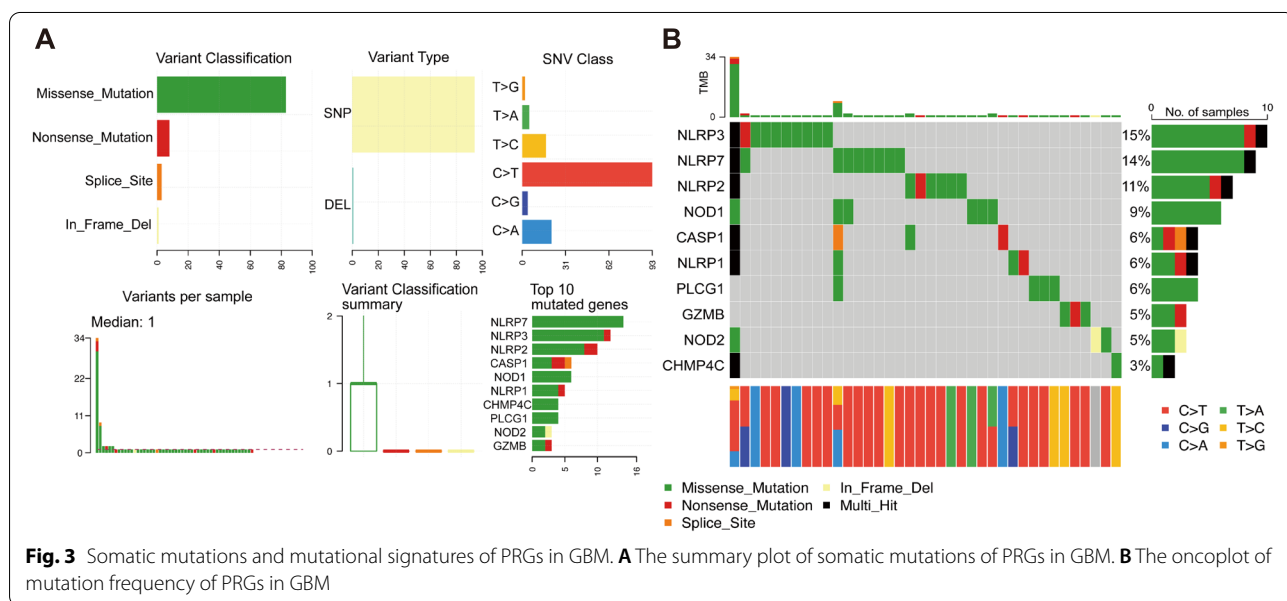 A
Variant Classification
Missense_Mutation
Nonsense_Mutation
Splice_Site
In_Frame_Del
0 20 40 60 80 100
Variant Type
SNP
DEL
0 20 40 60 80 100
SNV Class
T>G
T>A
T>C
C>T
C>G
C>A
0 31 62 93
Variants per sample
Median: 1
34
22
11
0
Variant Classification
summary
2
1
0
Top 10
mutated genes
NLRP7
NLRP3
NLRP2
CASP1
NOD1
NLRP1
CHMP4C
PLCG1
NOD2
GZMB
0 5 10 16
B
34
TMB
0
No. of samples
0 10
NLRP3 15%
NLRP7 14%
NLRP2 11%
NOD1 9%
CASP1 6%
NLRP1 6%
PLCG1 6%
GZMB 5%
NOD2 5%
CHMP4C 3%
C>T T>A
C>G T>C
C>A T>G
Missense_Mutation In_Frame_Del
Nonsense_Mutation Multi_Hit
Splice_Site
Fig. 3 Somatic mutations and mutational signatures of PRGs in GBM. A The summary plot of somatic mutations of PRGs in GBM. B The oncoplot of
mutation frequency of PRGs in GBM